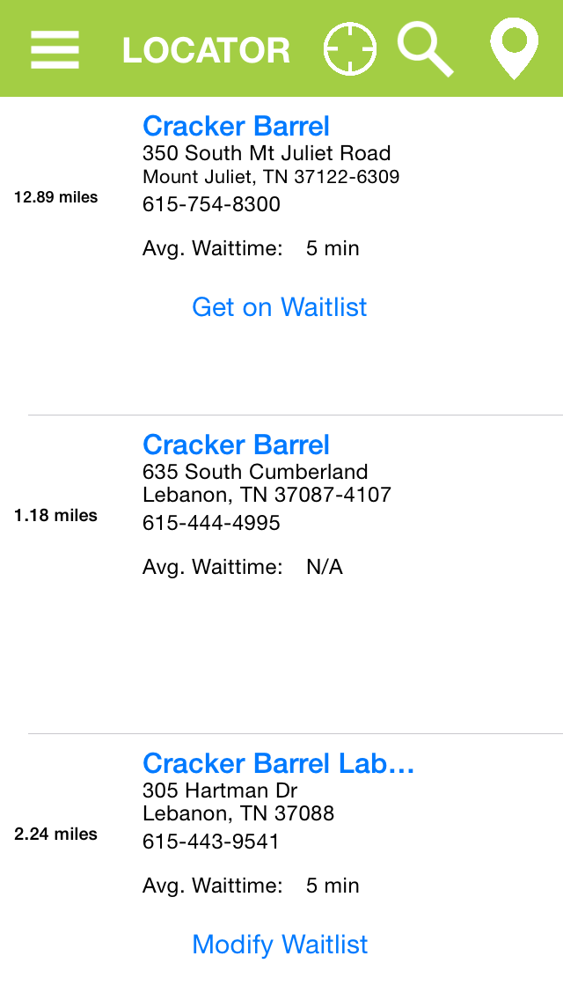 LOCATOR
Cracker Barrel
350 South Mt Juliet Road
Mount Juliet, TN 37122-6309
12.89 miles
615-754-8300
Avg. Waittime: 5 min
Get on Waitlist
Cracker Barrel
635 South Cumberland
Lebanon, TN 37087-4107
1.18 miles
615-444-4995
Avg. Waittime: N/A
Cracker Barrel Lab...
305 Hartman Dr
Lebanon, TN 37088
2.24 miles
615-443-9541
Avg. Waittime: 5 min
Modify Waitlist